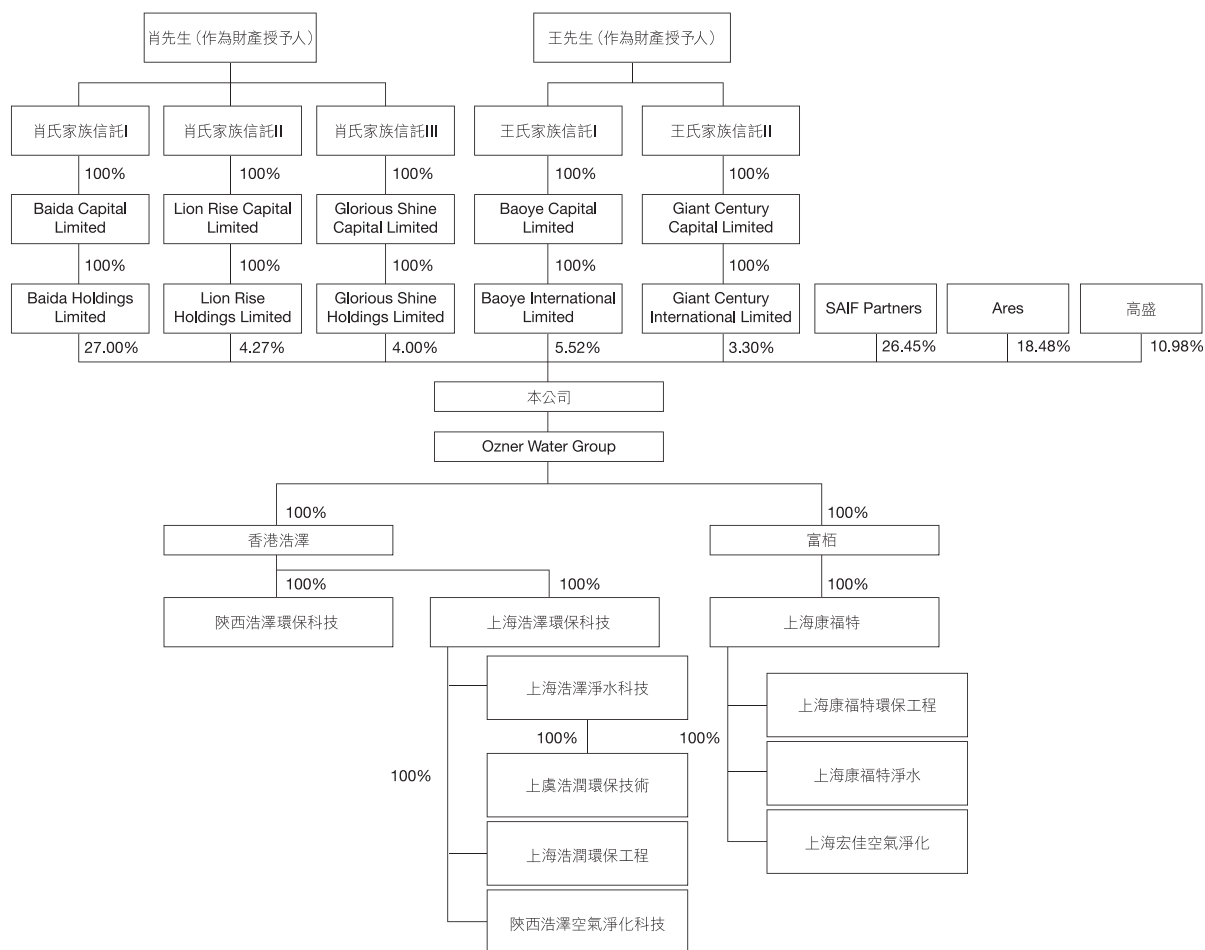 肖先生（作為財產授予人）
王先生（作為財產授予人）
肖氏家族信託I
肖氏家族信託II
肖氏家族信託III
王氏家族信託I
王氏家族信託II
100%
100%
100%
100%
100%
Baida Capital
Limited
Lion Rise Capital
Limited
Glorious Shine
Capital Limited
Baoye Capital
Limited
Giant Century
Capital Limited
100%
100%
100%
100%
100%
Baida Holdings
Limited
Lion Rise
Holdings Limited
Glorious Shine
Holdings Limited
Baoye International
Limited
Giant Century
International Limited
SAIF Partners
Ares
高盛
27.00%
4.27%
4.00%
5.52%
3.30%
26.45%
18.48%
10.98%
本公司
Ozner Water Group
100%
100%
香港浩澤
富栢
100%
100%
100%
陝西浩澤環保科技
上海浩澤環保科技
上海康福特
上海浩澤淨水科技
上海康福特環保工程
100%
100%
100%
上虞浩潤環保技術
上海康福特淨水
上海浩潤環保工程
上海宏佳空氣淨化
陝西浩澤空氣淨化科技